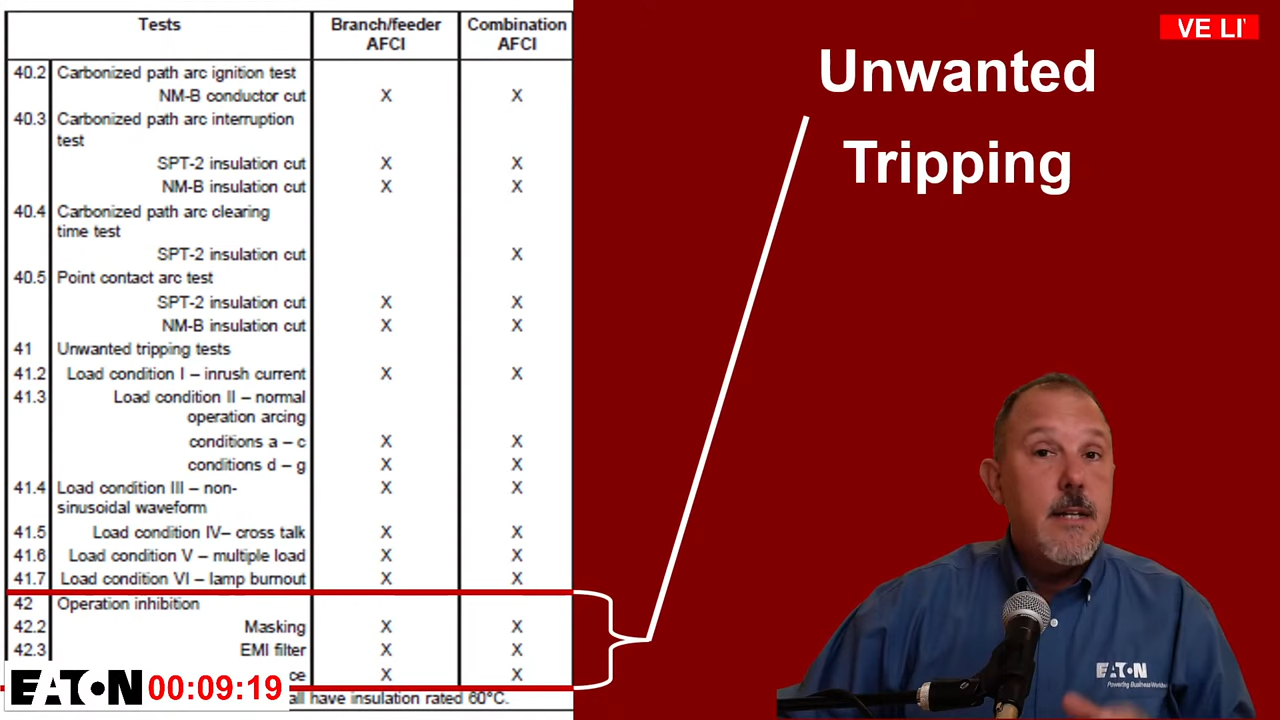 Tests
Branch/feeder
AFCI
Combination
AFCI
40.2 Carbonized path arc ignition test
NM-B conductor cut X X
40.3 Carbonized path arc interruption
test
SPT-2 insulation cut X X
NM-B insulation cut X X
40.4 Carbonized path arc clearing
time test
SPT-2 insulation cut X
40.5 Point contact arc test
SPT-2 insulation cut X X
NM-B insulation cut X X
41 Unwanted tripping tests
41.2 Load condition I – inrush current X X
41.3 Load condition II – normal
operation arcing
conditions a – c X X
conditions d – g X X
41.4 Load condition III – non- X X
sinusoidal waveform
41.5 Load condition IV– cross talk X X
41.6 Load condition V – multiple load X X
41.7 Load condition VI – lamp burnout X X
42 Operation inhibition
42.2 Masking X X
42.3 EMI filter X X
ce X X
all have insulation rated 60°C.
EATON 00:09:19
Unwanted
Tripping
VE LI
EATON
Powering Business Worldw